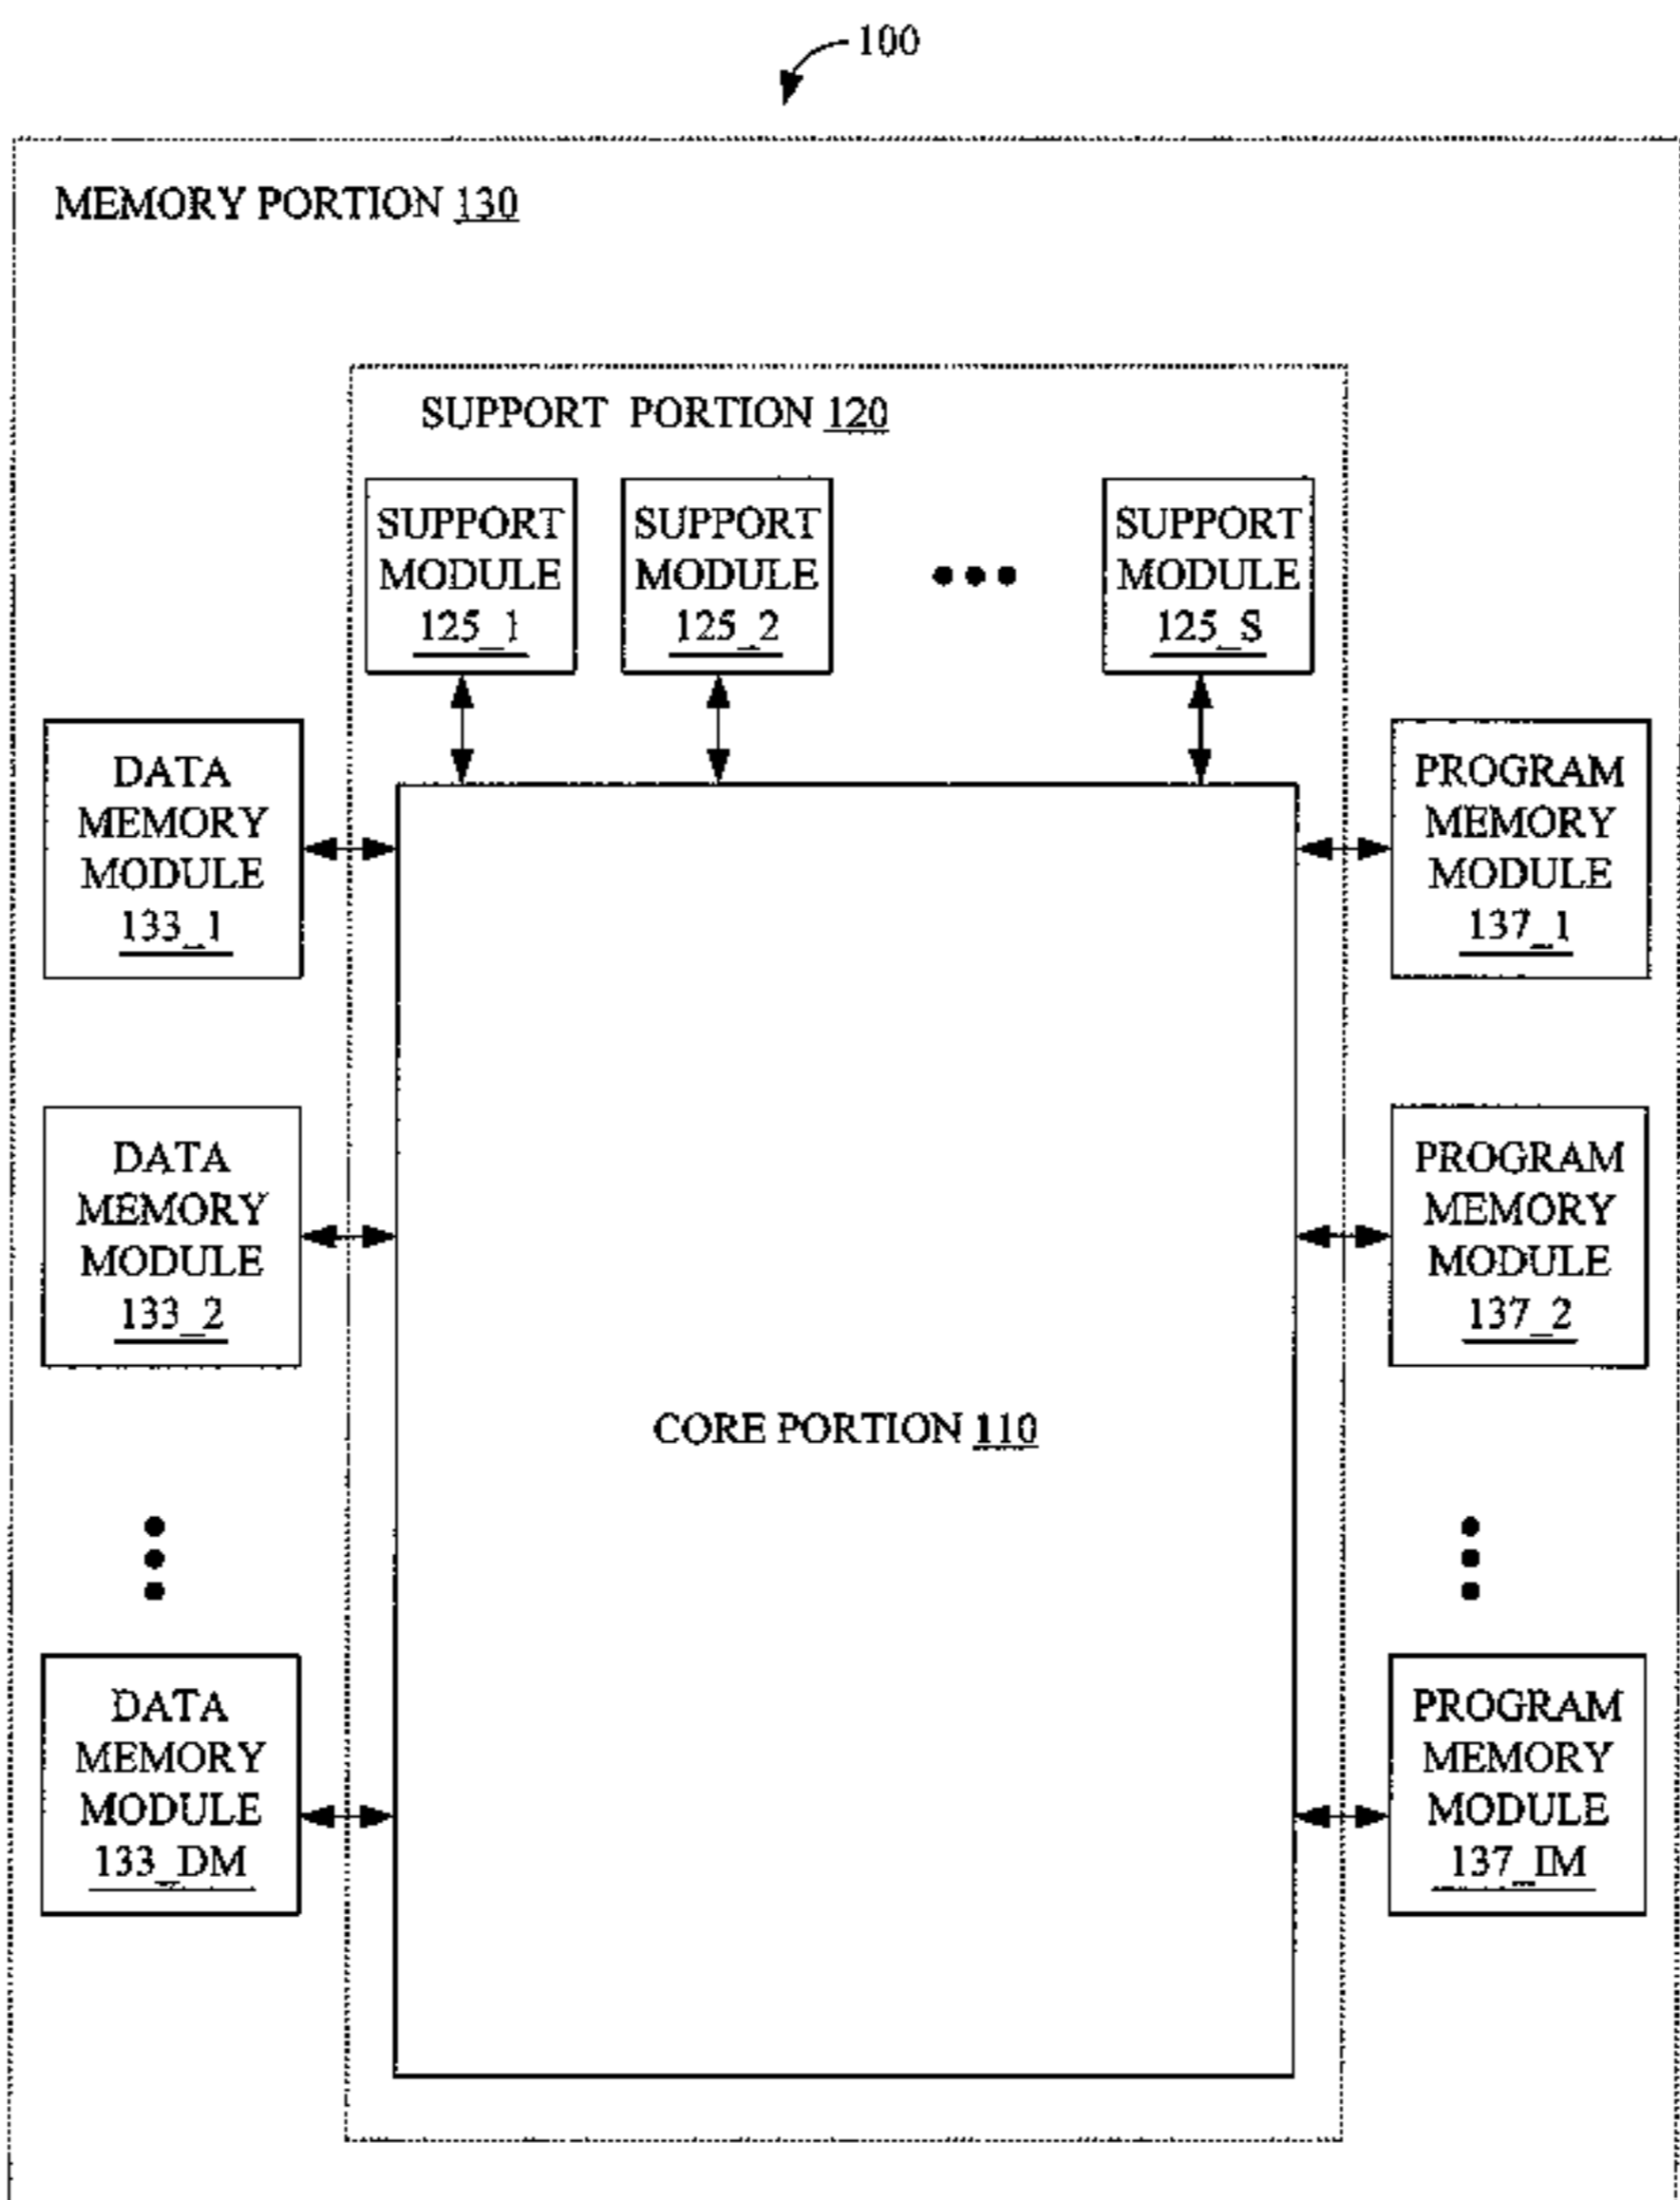 100
MEMORY PORTION 130
SUPPORT PORTION 120
SUPPORT
MODULE
125_1
SUPPORT
MODULE
125_2
SUPPORT
MODULE
125_S
DATA
MEMORY
MODULE
133_1
PROGRAM
MEMORY
MODULE
137_1
DATA
MEMORY
MODULE
133_2
PROGRAM
MEMORY
MODULE
137_2
CORE PORTION 110
DATA
MEMORY
MODULE
133_DM
PROGRAM
MEMORY
MODULE
137_IM